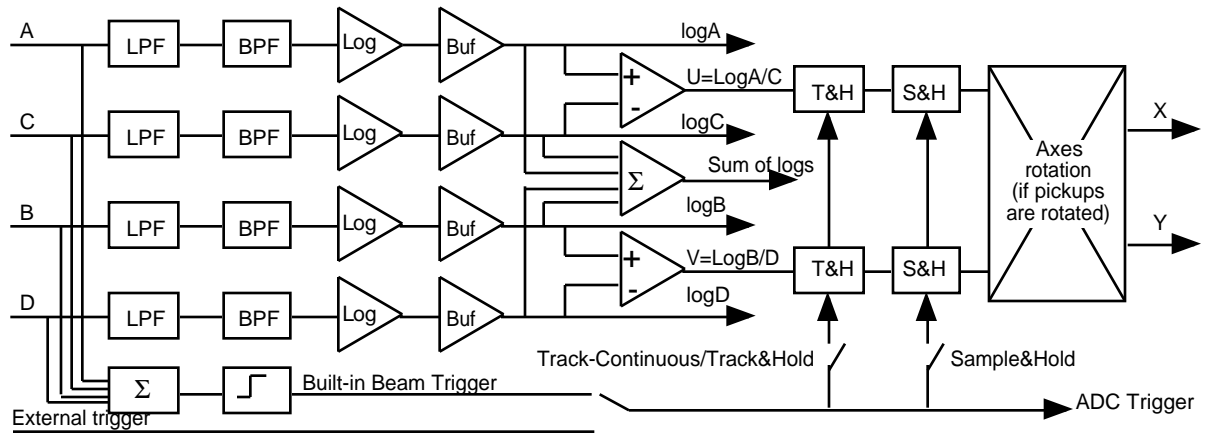 A LPF BPF Log Buf logA
+ - U=LogA/C T&H S&H
C LPF BPF Log Buf logC
X
Σ Sum of logs
Axes
rotation
(if pickups
are rotated)
B LPF BPF Log Buf logB
Y
+ - V=LogB/D T&H S&H
D LPF BPF Log Buf logD
Track-Continuous/Track&Hold Sample&Hold
Σ Built-in Beam Trigger
ADC Trigger
External trigger